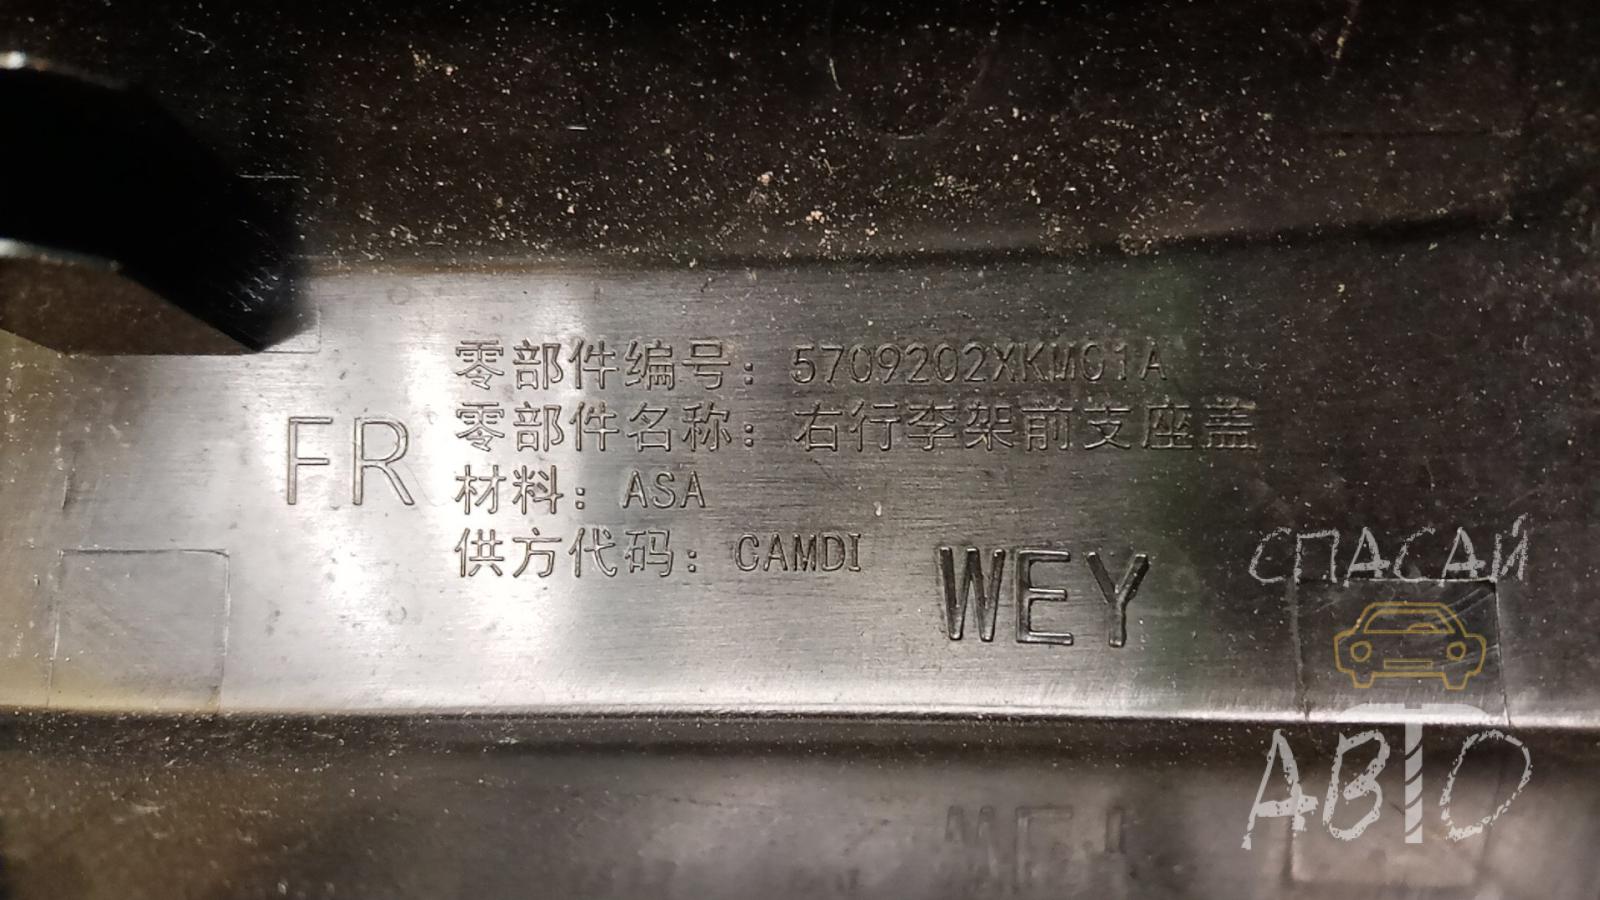 零部件编号：5709202XKM01A
零部件名称：右行李架前支座盖
FR
材料：ASA
供方代码：CAMDI
WEY
СПАСАЙ
АВТО